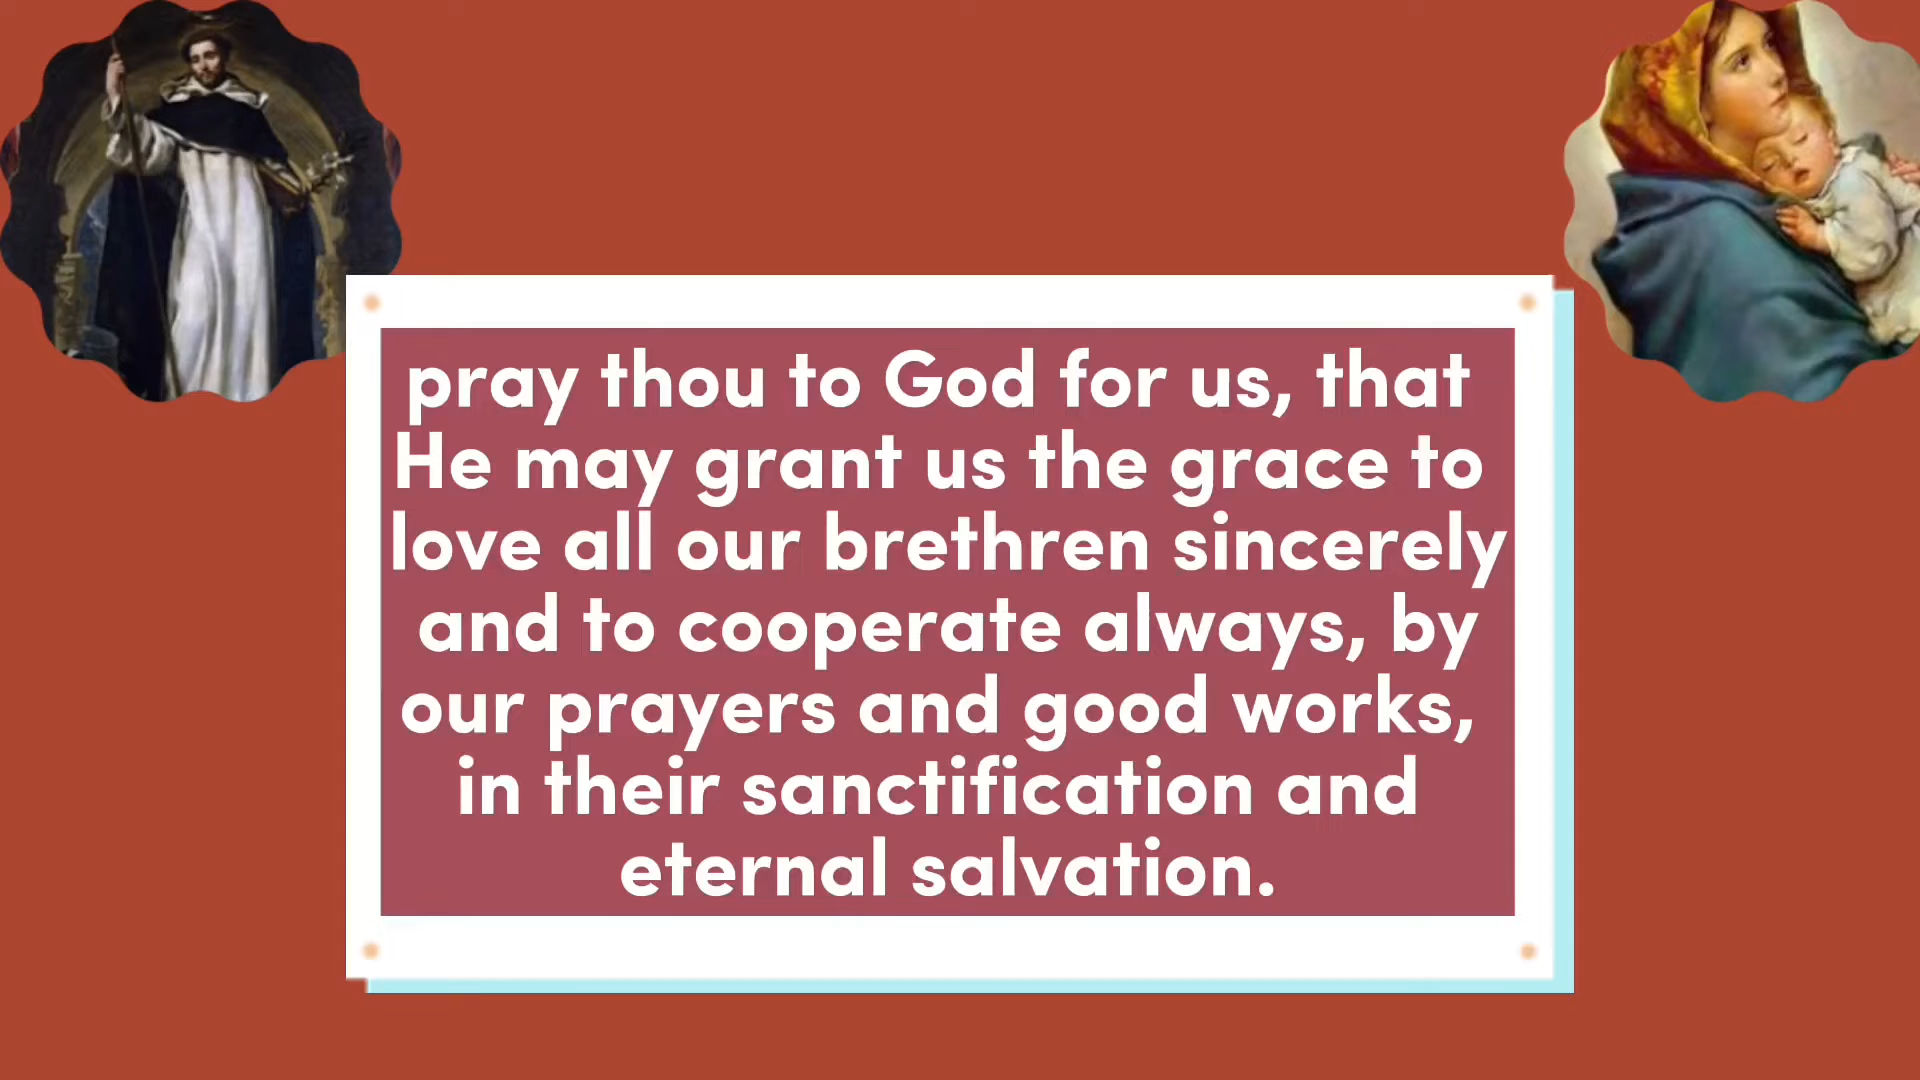 pray thou to God for us, that
He may grant us the grace to
love all our brethren sincerely
and to cooperate always, by
our prayers and good works,
in their sanctification and
eternal salvation.